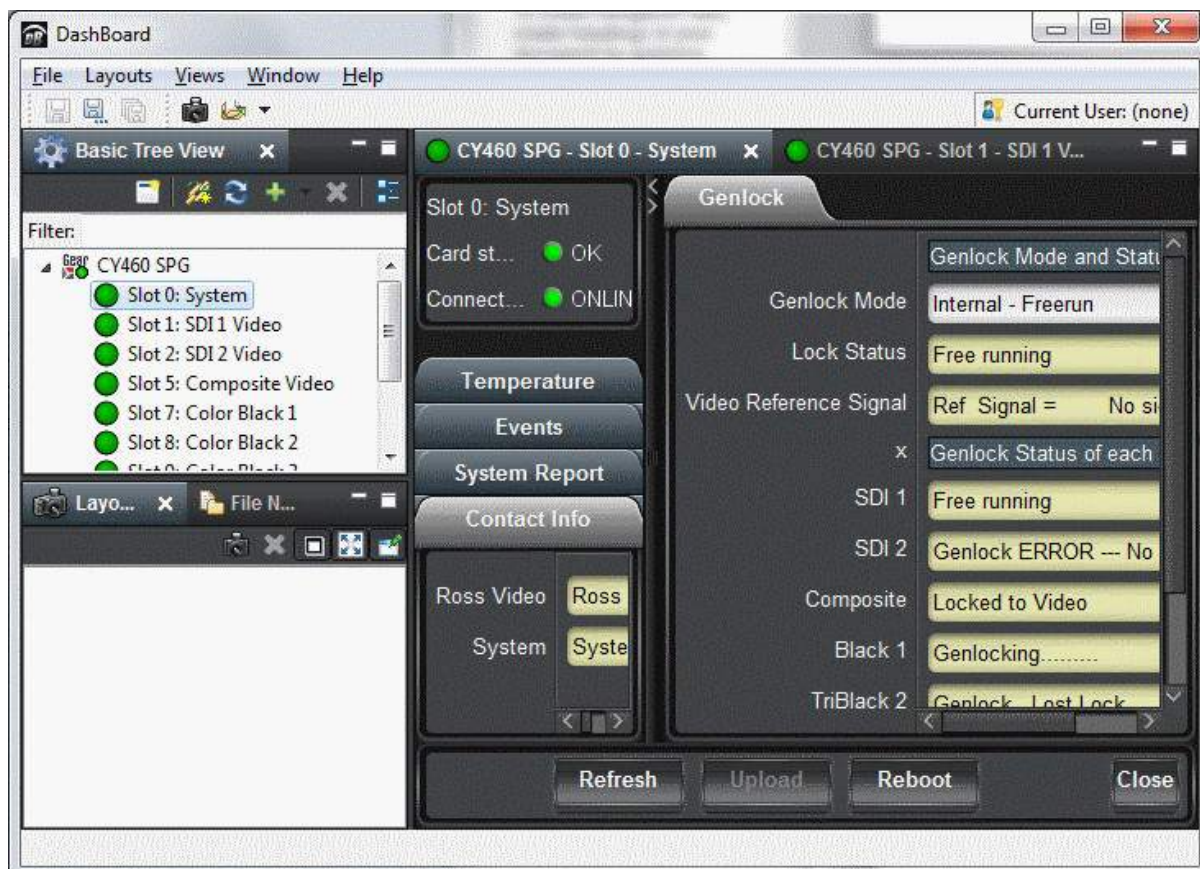 DashBoard
File Layouts Views Window Help
Current User: (none)
Basic Tree View
Filter:
CY460 SPG
Slot 0: System
Slot 1: SDI 1 Video
Slot 2: SDI 2 Video
Slot 5: Composite Video
Slot 7: Color Black 1
Slot 8: Color Black 2
Layo...
File N...
CY460 SPG - Slot 0 - System
CY460 SPG - Slot 1 - SDI 1 V...
Slot 0: System
Card st... OK
Connect... ONLIN
Temperature
Events
System Report
Contact Info
Ross Video Ross
System Syste
Genlock
Genlock Mode and Statu
Genlock Mode Internal - Freerun
Lock Status Free running
Video Reference Signal Ref Signal = No si
x Genlock Status of each
SDI 1 Free running
SDI 2 Genlock ERROR --- No
Composite Locked to Video
Black 1 Genlocking.........
TriBlack 2 Genlock Lost Lock
Refresh Upload Reboot Close